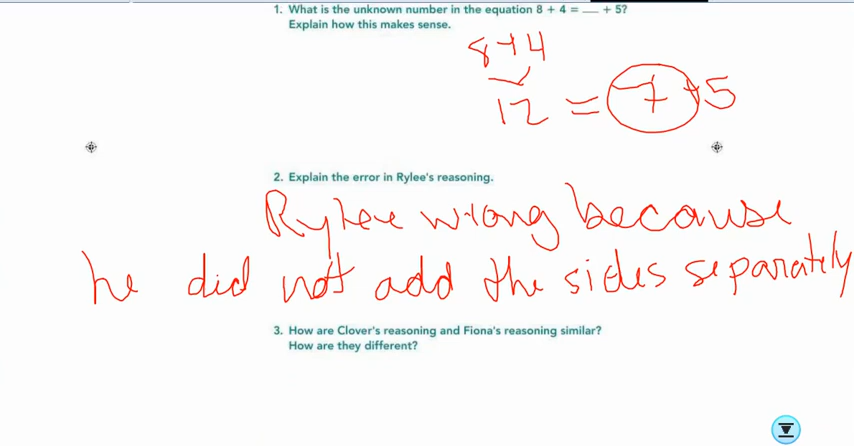 1. What is the unknown number in the equation 8 + 4 = __ + 5?
Explain how this makes sense.
8+4
12 = 7+5
2. Explain the error in Rylee's reasoning.
Rylee wrong because
he did not add the sides separately
3. How are Clover's reasoning and Fiona's reasoning similar?
How are they different?